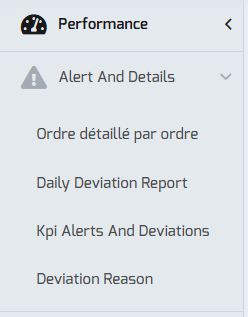 Performance
Alert And Details
Ordre détaillé par ordre
Daily Deviation Report
Kpi Alerts And Deviations
Deviation Reason